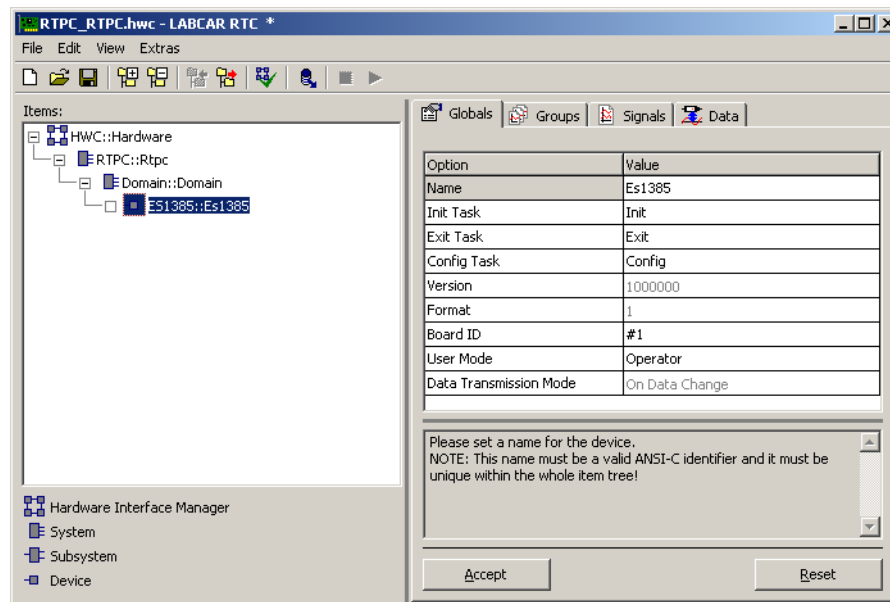 RTPC_RTPC.hwc - LABCAR RTC *
File Edit View Extras
Items:
HWC::Hardware
RTPC::Rtpc
Domain::Domain
ES1385::Es1385
Hardware Interface Manager
System
Subsystem
Device
Globals Groups Signals Data
Option Value
Name Es1385
Init Task Init
Exit Task Exit
Config Task Config
Version 1000000
Format 1
Board ID #1
User Mode Operator
Data Transmission Mode On Data Change
Please set a name for the device.
NOTE: This name must be a valid ANSI-C identifier and it must be
unique within the whole item tree!
Accept Reset